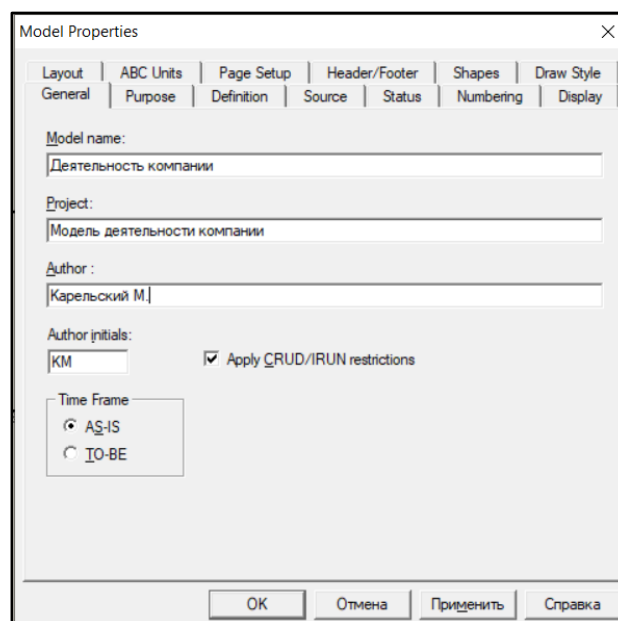 Model Properties
Layout ABC Units Page Setup Header/Footer Shapes Draw Style
General Purpose Definition Source Status Numbering Display
Model name:
Деятельность компании
Project:
Модель деятельности компании
Author :
Карельский М.
Author initials:
КМ Apply CRUD/IRUN restrictions
Time Frame
AS-IS
TO-BE
OK Отмена Применить Справка